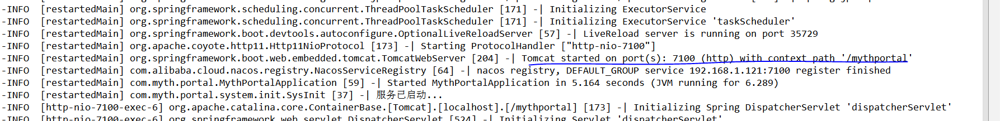 -INFO  [restartedMain] org.springframework.scheduling.concurrent.ThreadPoolTaskScheduler [171] -| Initializing ExecutorService
-INFO  [restartedMain] org.springframework.scheduling.concurrent.ThreadPoolTaskScheduler [171] -| Initializing ExecutorService 'taskScheduler'
-INFO  [restartedMain] org.springframework.boot.devtools.autoconfigure.OptionalLiveReloadServer [57] -| LiveReload server is running on port 35729
-INFO  [restartedMain] org.apache.coyote.http11.Http11NioProtocol [173] -| Starting ProtocolHandler ["http-nio-7100"]
-INFO  [restartedMain] org.springframework.boot.web.embedded.tomcat.TomcatWebServer [204] -| Tomcat started on port(s): 7100 (http) with context path '/mythportal'
-INFO  [restartedMain] com.alibaba.cloud.nacos.registry.NacosServiceRegistry [64] -| nacos registry, DEFAULT_GROUP service 192.168.1.121:7100 register finished
-INFO  [restartedMain] com.myth.portal.MythPortalApplication [59] -| Started MythPortalApplication in 5.164 seconds (JVM running for 6.289)
-INFO  [restartedMain] com.myth.portal.system.init.SysInit [37] -| 服务已启动...
-INFO  [http-nio-7100-exec-6] org.apache.catalina.core.ContainerBase.[Tomcat].[localhost].[/mythportal] [173] -| Initializing Spring DispatcherServlet 'dispatcherServlet'
-INFO  [http-nio-7100-exec-6] org.springframework.web.servlet.DispatcherServlet [524] -| Initializing Servlet 'dispatcherServlet'